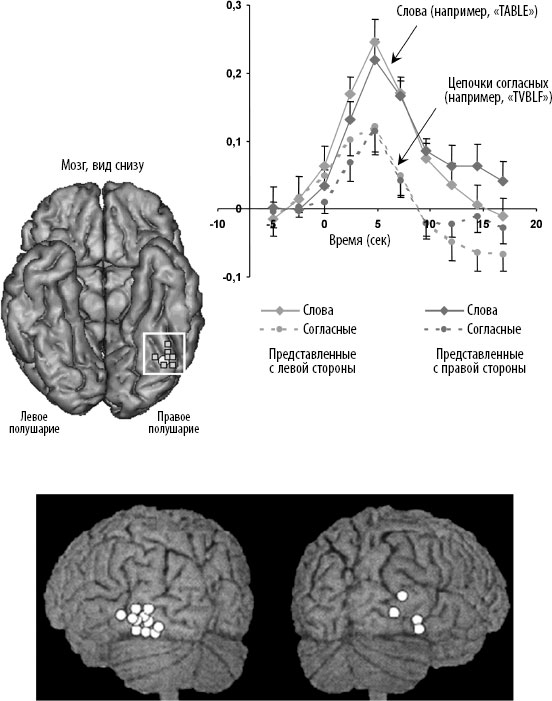 0,3
Слова (например, «TABLE»)
0,2
Цепочки согласных
(например, «TVBLF»)
0,1
Мозг, вид снизу
0
-10 -5 0 5 10 15 20
Время (сек)
-0,1
Слова Слова
Согласные Согласные
Представленные Представленные
с левой стороны с правой стороны
Левое Правое
полушарие полушарие